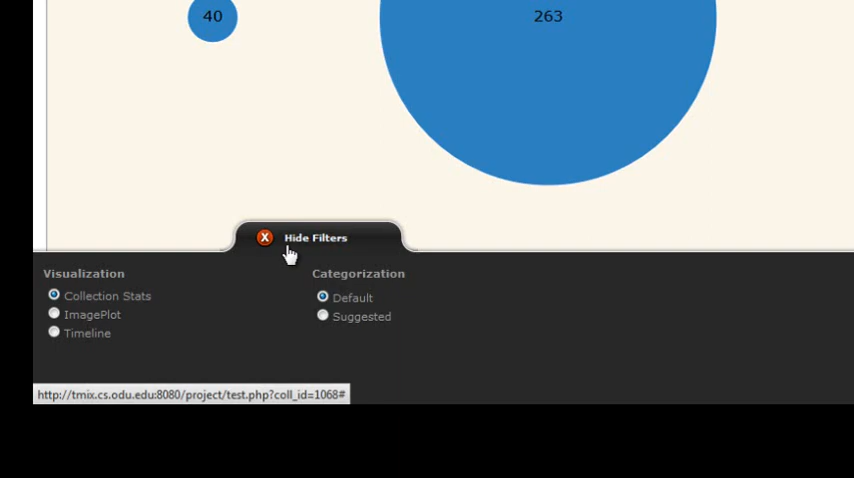 40
263
X Hide Filters
Visualization
Categorization
Collection Stats
Default
ImagePlot
Suggested
Timeline
http://tmix.cs.odu.edu:8080/project/test.php?coll_id=1068#